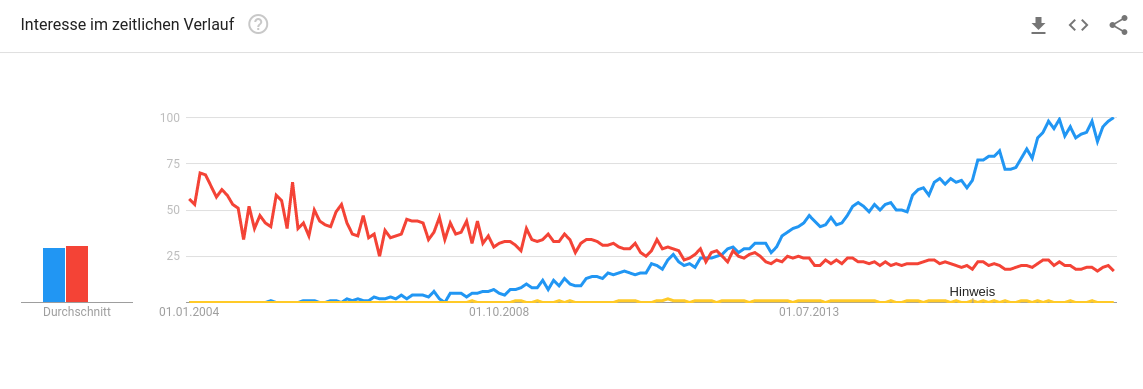 Interesse im zeitlichen Verlauf ?
100
75
50
25
Hinweis
Durchschnitt
01.01.2004 01.10.2008 01.07.2013